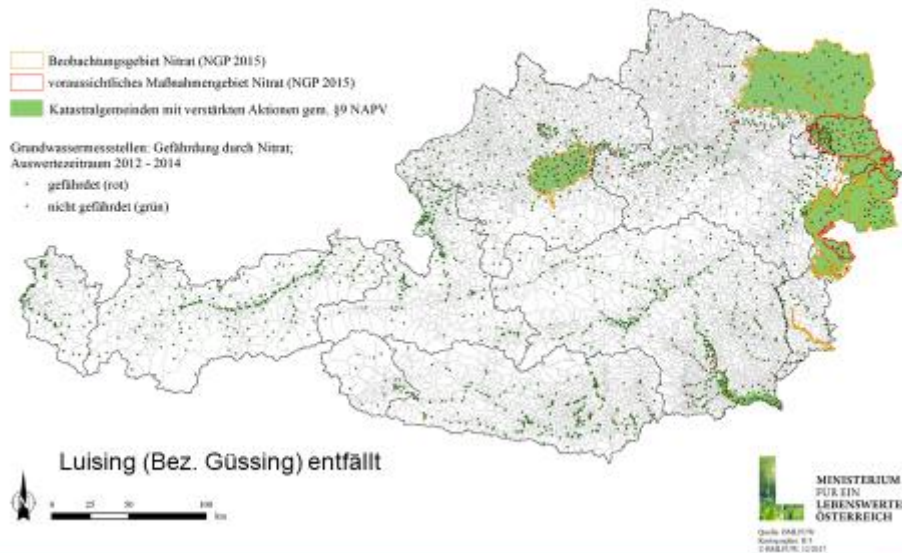 Beobachtungsgebiet Nitrat (NGP 2015)
voraussichtliches Maßnahmengebiet Nitrat (NGP 2015)
Katastralgemeinden mit verstärkten Aktionen gem. §9 NAPV
Grundwassermessstellen: Gefährdung durch Nitrat;
Auswertezeitraum 2012 - 2014
gefährdet (rot)
nicht gefährdet (grün)
Luising (Bez. Güssing) entfällt
N
0 25 50 100
km
MINISTERIUM
FÜR EIN
LEBENSWERTES
ÖSTERREICH
Quelle: BMLFUW